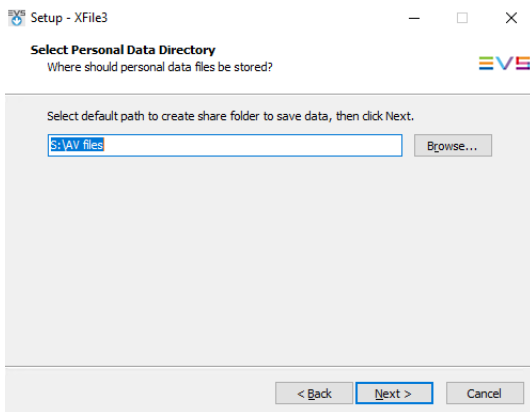 EVS Setup - XFile3
Select Personal Data Directory
Where should personal data files be stored?
EVS
Select default path to create share folder to save data, then click Next.
S:\AV files
Browse...
< Back
Next >
Cancel